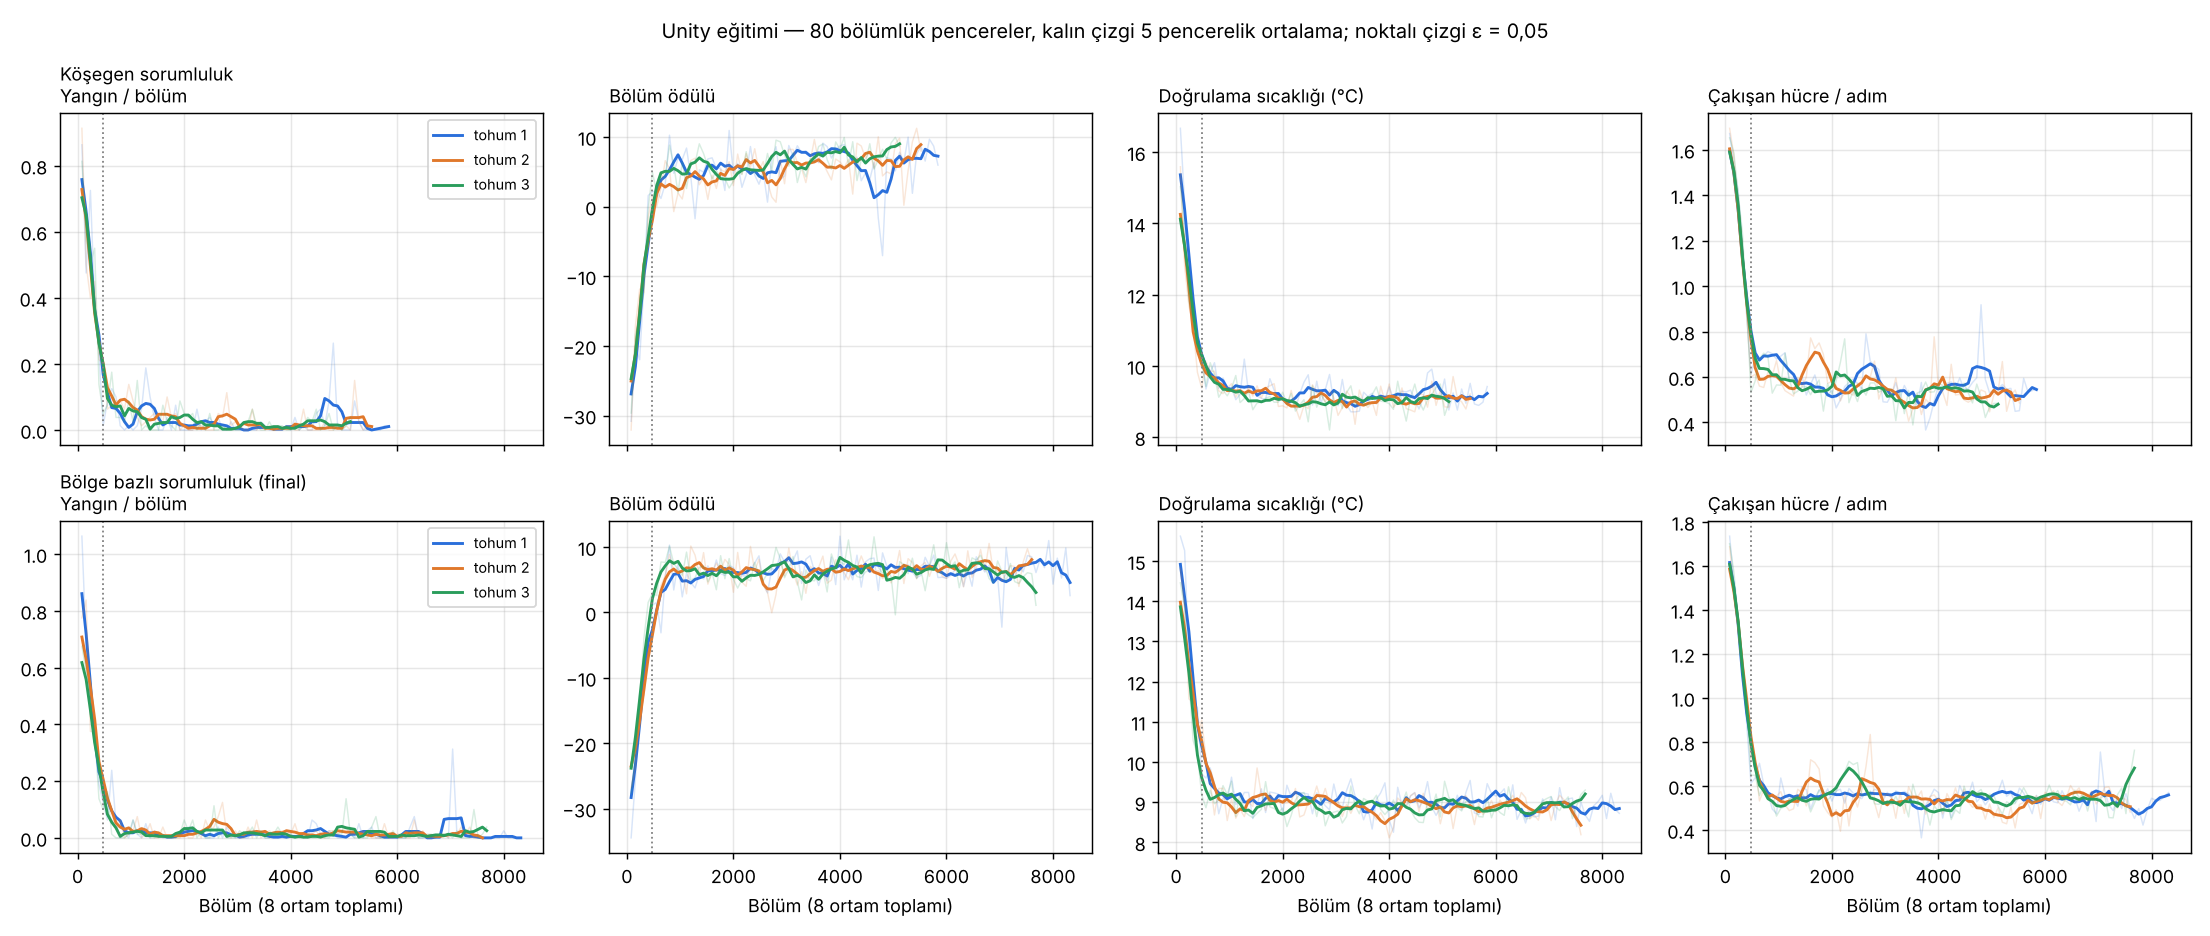 Unity eğitimi — 80 bölümlük pencereler, kalın çizgi 5 pencerelik ortalama; noktalı çizgi ε = 0,05
Köşegen sorumluluk
Yangın / bölüm
Bölüm ödülü
Doğrulama sıcaklığı (°C)
Çakışan hücre / adım
tohum 1
tohum 2
tohum 3
0.8
0.6
0.4
0.2
0.0
10
0
−10
−20
−30
16
14
12
10
8
1.6
1.4
1.2
1.0
0.8
0.6
0.4
Bölge bazlı sorumluluk (final)
Yangın / bölüm
Bölüm ödülü
Doğrulama sıcaklığı (°C)
Çakışan hücre / adım
tohum 1
tohum 2
tohum 3
1.0
0.8
0.6
0.4
0.2
0.0
10
0
−10
−20
−30
15
14
13
12
11
10
9
8
1.8
1.6
1.4
1.2
1.0
0.8
0.6
0.4
0 2000 4000 6000 8000
0 2000 4000 6000 8000
0 2000 4000 6000 8000
0 2000 4000 6000 8000
Bölüm (8 ortam toplamı)
Bölüm (8 ortam toplamı)
Bölüm (8 ortam toplamı)
Bölüm (8 ortam toplamı)